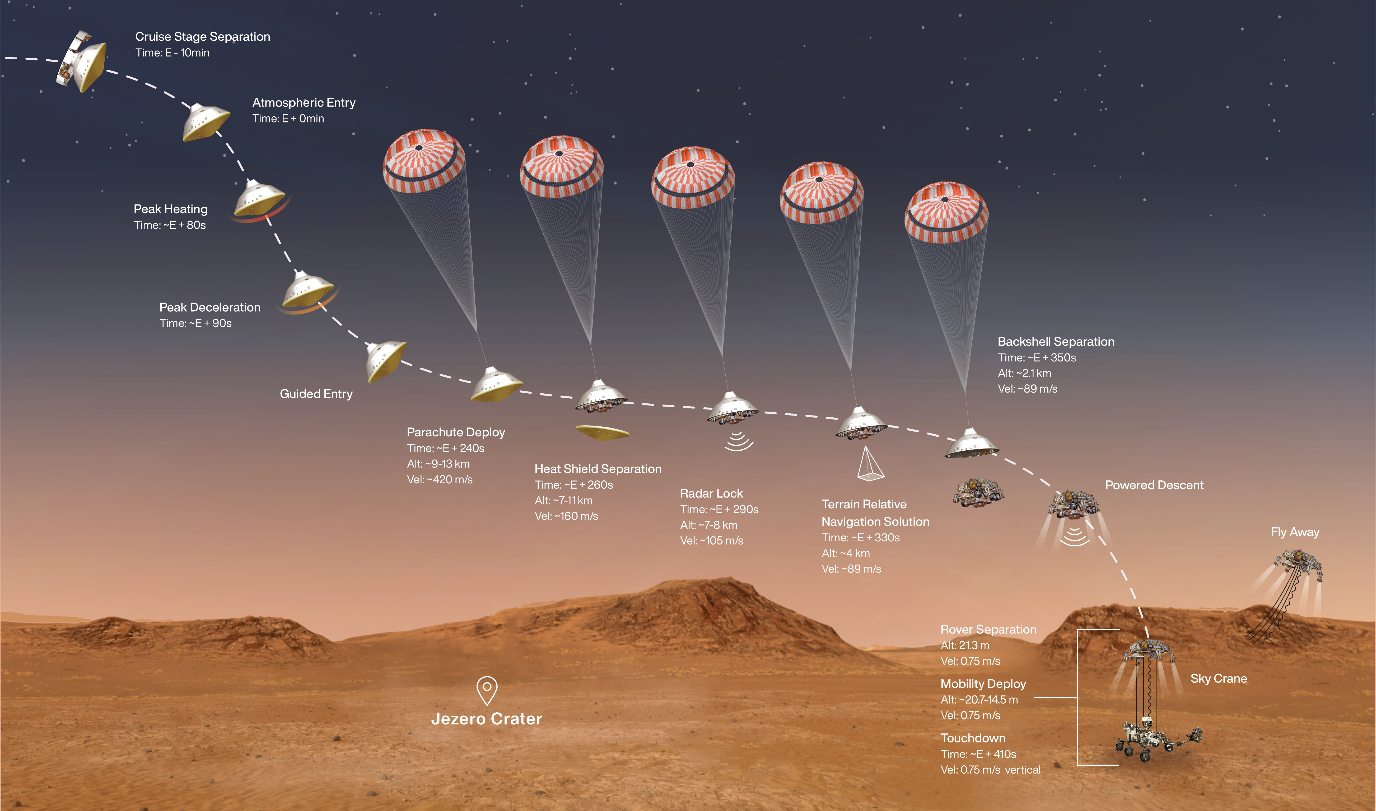 Cruise Stage Separation
Time: E - 10min
Atmospheric Entry
Time: E + 0min
Peak Heating
Time: ~E + 80s
Peak Deceleration
Time: ~E + 90s
Guided Entry
Parachute Deploy
Time: ~E + 240s
Alt: ~9-13 km
Vel: ~420 m/s
Heat Shield Separation
Time: ~E + 260s
Alt: ~7-11 km
Vel: ~160 m/s
Radar Lock
Time: ~E + 290s
Alt: ~7-8 km
Vel: ~105 m/s
Terrain Relative
Navigation Solution
Time: ~E + 330s
Alt: ~4 km
Vel: ~89 m/s
Backshell Separation
Time: ~E + 350s
Alt: ~2.1 km
Vel: ~89 m/s
Powered Descent
Fly Away
Rover Separation
Alt: 21.3 m
Vel: 0.75 m/s
Mobility Deploy
Alt: ~20.7-14.5 m
Vel: 0.75 m/s
Touchdown
Time: ~E + 410s
Vel: 0.75 m/s vertical
Sky Crane
Jezero Crater